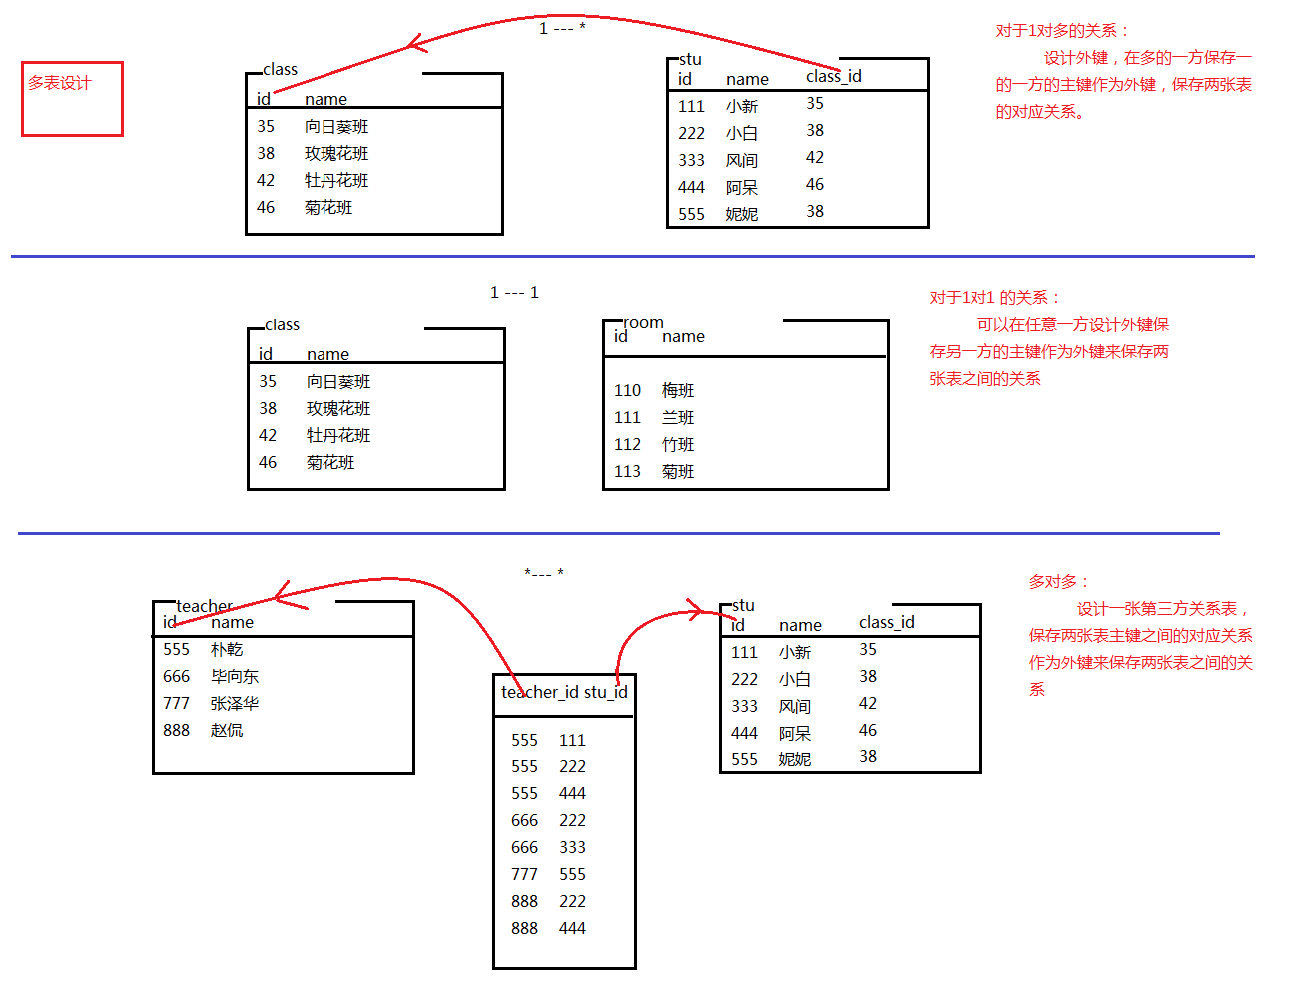 多表设计
1 --- *
class
id name
35 向日葵班
38 玫瑰花班
42 牡丹花班
46 菊花班
stu
id name class_id
111 小新 35
222 小白 38
333 风间 42
444 阿呆 46
555 妮妮 38
对于1对多的关系：
设计外键，在多的一方保存一
的一方的主键作为外键，保存两张表
的对应关系。
1 --- 1
class
id name
35 向日葵班
38 玫瑰花班
42 牡丹花班
46 菊花班
room
id name
110 梅班
111 兰班
112 竹班
113 菊班
对于1对1 的关系：
可以在任意一方设计外键保
存另一方的主键作为外键来保存两
张表之间的关系
*--- *
teacher
id name
555 朴乾
666 毕向东
777 张泽华
888 赵侃
teacher_id stu_id
555 111
555 222
555 444
666 222
666 333
777 555
888 222
888 444
stu
id name class_id
111 小新 35
222 小白 38
333 风间 42
444 阿呆 46
555 妮妮 38
多对多：
设计一张第三方关系表，
保存两张表主键之间的对应关系
作为外键来保存两张表之间的关
系